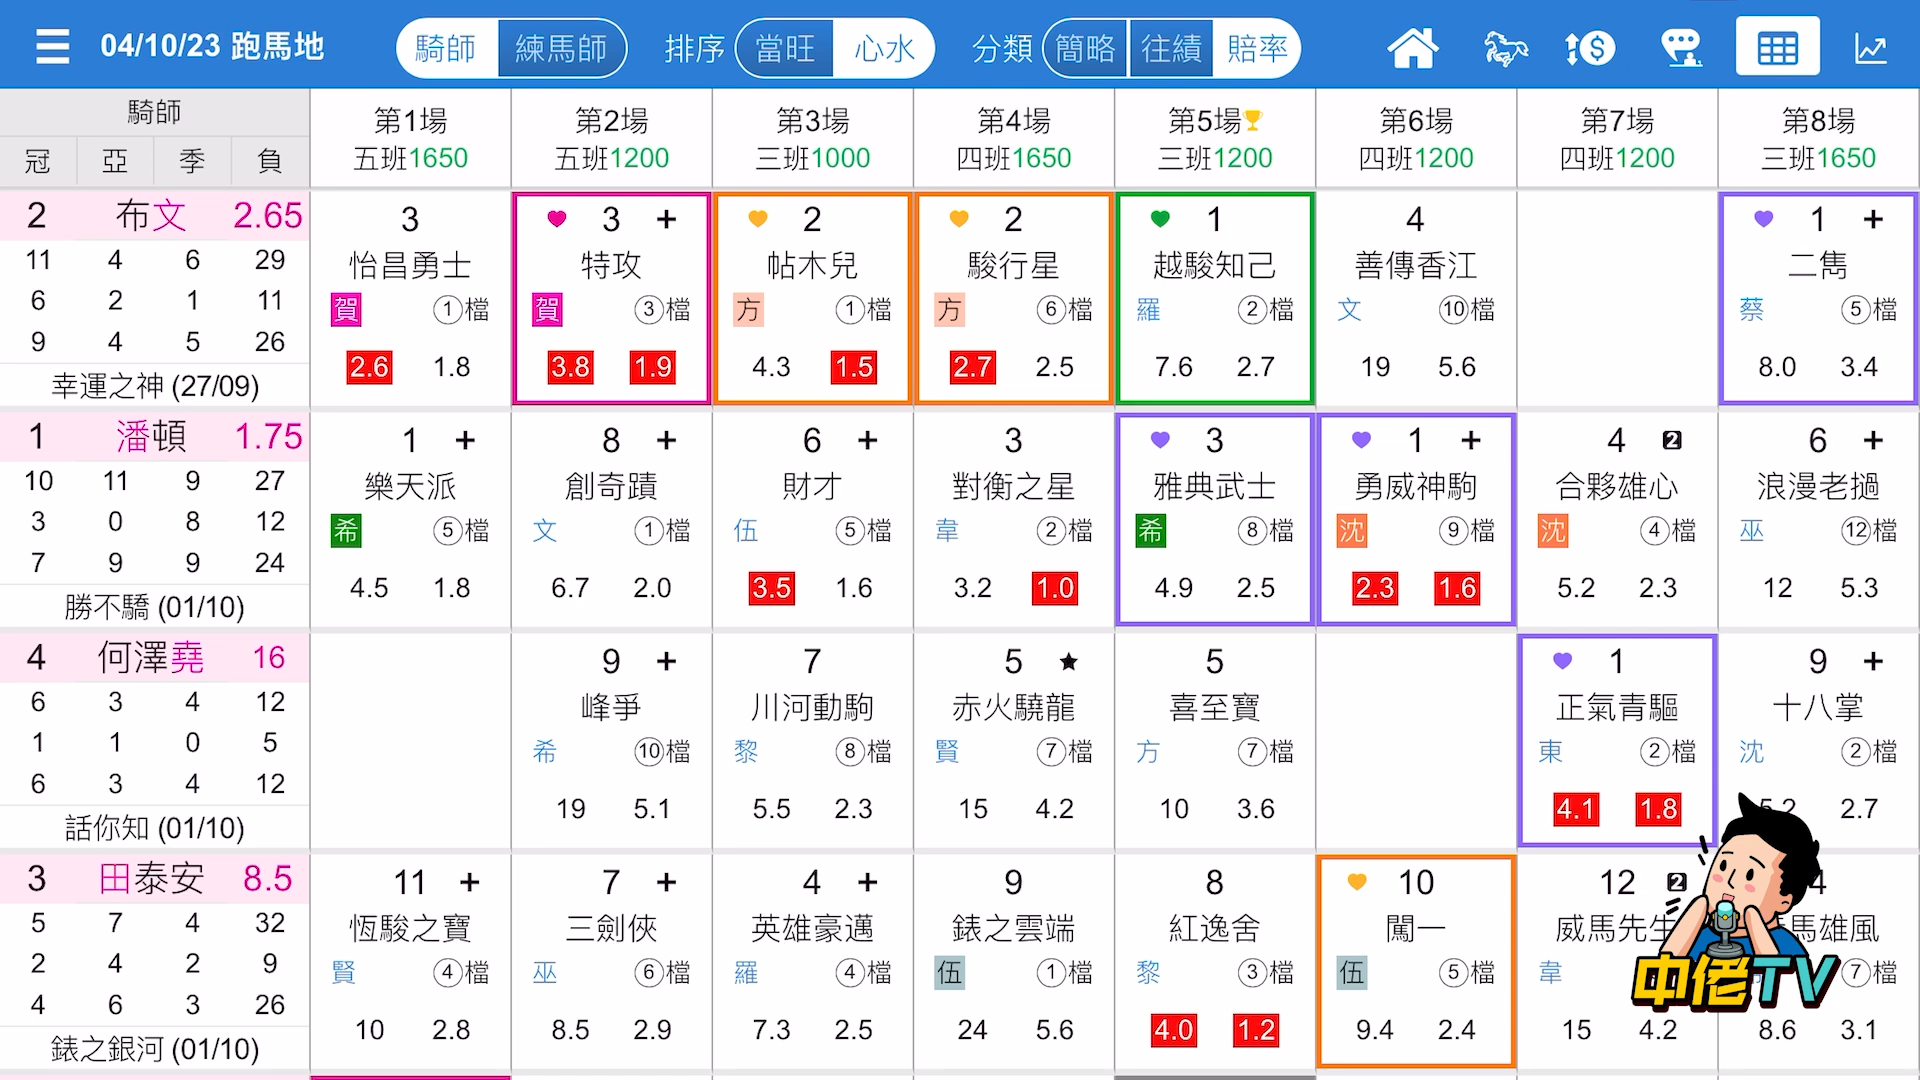 04/10/23 跑馬地 騎師 練馬師 排序 當旺 心水 分類 簡略 往績 賠率
騎師 第1場 第2場 第3場 第4場 第5場 第6場 第7場 第8場
冠 亞 季 負 五班1650 五班1200 三班1000 四班1650 三班1200 四班1200 四班1200 三班1650
2 布文 2.65 3 3 + 2 2 1 4 1 +
11 4 6 29 怡昌勇士 特攻 帖木兒 駿行星 越駿知己 善傳香江 二雋
6 2 1 11 賀 1檔 賀 3檔 方 1檔 方 6檔 羅 2檔 文 10檔 蔡 5檔
9 4 5 26 2.6 1.8 3.8 1.9 4.3 1.5 2.7 2.5 7.6 2.7 19 5.6 8.0 3.4
幸運之神 (27/09)
1 潘頓 1.75 1 + 8 + 6 + 3 3 1 + 4 2 6 +
10 11 9 27 樂天派 創奇蹟 財才 對衡之星 雅典武士 勇威神駒 合夥雄心 浪漫老撾
3 0 8 12 希 5檔 文 1檔 伍 5檔 韋 2檔 希 8檔 沈 9檔 沈 4檔 巫 12檔
7 9 9 24 4.5 1.8 6.7 2.0 3.5 1.6 3.2 1.0 4.9 2.5 2.3 1.6 5.2 2.3 12 5.3
勝不驕 (01/10)
4 何澤堯 16 9 + 7 5 ★ 5 1 9 +
6 3 4 12 峰爭 川河動駒 赤火驍龍 喜至寶 正氣青驅 十八掌
1 1 0 5 希 10檔 黎 8檔 賢 7檔 方 7檔 東 2檔 沈 2檔
6 3 4 12 19 5.1 5.5 2.3 15 4.2 10 3.6 4.1 1.8 5.2 2.7
話你知 (01/10)
3 田泰安 8.5 11 + 7 + 4 + 9 8 10 12 2 4
5 7 4 32 恆駿之寶 三劍俠 英雄豪邁 錶之雲端 紅逸舍 闖一 威馬先生 馬雄風
2 4 2 9 賢 4檔 巫 6檔 羅 4檔 伍 1檔 黎 3檔 伍 5檔 韋 7檔
4 6 3 26 10 2.8 8.5 2.9 7.3 2.5 24 5.6 4.0 1.2 9.4 2.4 15 4.2 8.6 3.1
錶之銀河 (01/10)
中佬TV